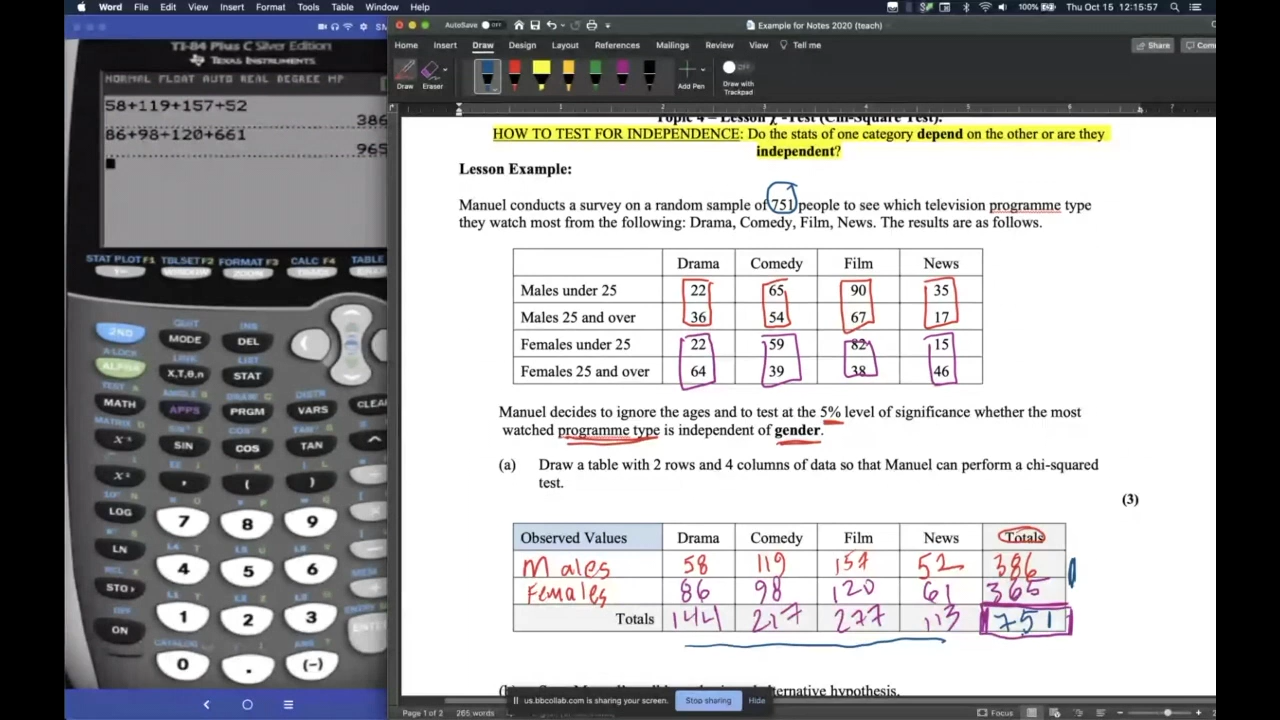 Word File Edit View Insert Format Tools Table Window Help
100% Thu Oct 15 12:15:57
AutoSave OFF
Example for Notes 2020 (teach)
Home Insert Draw Design Layout References Mailings Review View Tell me
Share Com
Draw Eraser Add Pen Draw with Trackpad
TI-84 Plus C Silver Edition
TEXAS INSTRUMENTS
NORMAL FLOAT AUTO REAL DEGREE MP
58+119+157+52
386
86+98+120+661
965
STAT PLOT F1 TBLSET F2 FORMAT F3 CALC F4 TABLE
2ND MODE DEL
QUIT INS
ALPHA X,T,θ,n STAT
A-LOCK LINK LIST
MATH APPS PRGM VARS CLEA
TEST A ANGLE B DRAW C DISTR
SIN COS TAN ^
x² , ( )
LOG 7 8 9
LN 4 5 6
STO› 1 2 3
ON 0 . (-)
HOW TO TEST FOR INDEPENDENCE: Do the stats of one category depend on the other or are they
independent?
Lesson Example:
Manuel conducts a survey on a random sample of 751 people to see which television programme type
they watch most from the following: Drama, Comedy, Film, News. The results are as follows.
Drama Comedy Film News
Males under 25 22 65 90 35
Males 25 and over 36 54 67 17
Females under 25 22 59 82 15
Females 25 and over 64 39 38 46
Manuel decides to ignore the ages and to test at the 5% level of significance whether the most
watched programme type is independent of gender.
(a) Draw a table with 2 rows and 4 columns of data so that Manuel can perform a chi-squared
test.
(3)
Observed Values Drama Comedy Film News Totals
Males 58 119 157 52 386
Females 86 98 120 61 365
Totals 144 217 277 113 751
us.bbcollab.com is sharing your screen. Stop sharing Hide
Page 1 of 2 265 words Focus